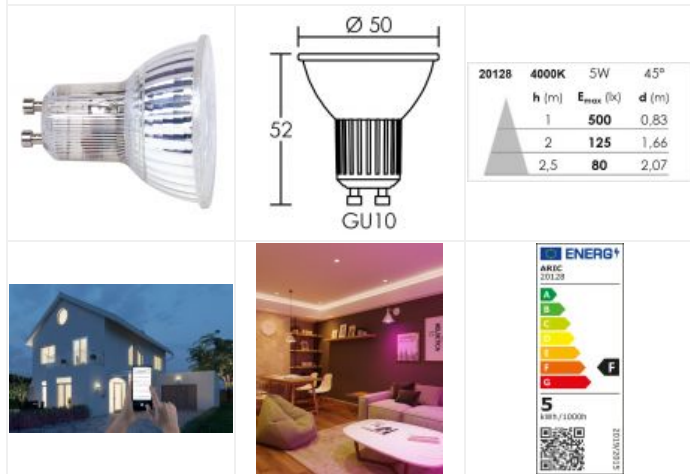 Ø 50
52
GU10
20128 4000K 5W 45°
h (m) Emax (lx) d (m)
1 500 0,83
2 125 1,66
2,5 80 2,07
ENERG
ARIC
20128
A
B
C
D
E
F
G
F
5
kWh/1000h
2019/2015